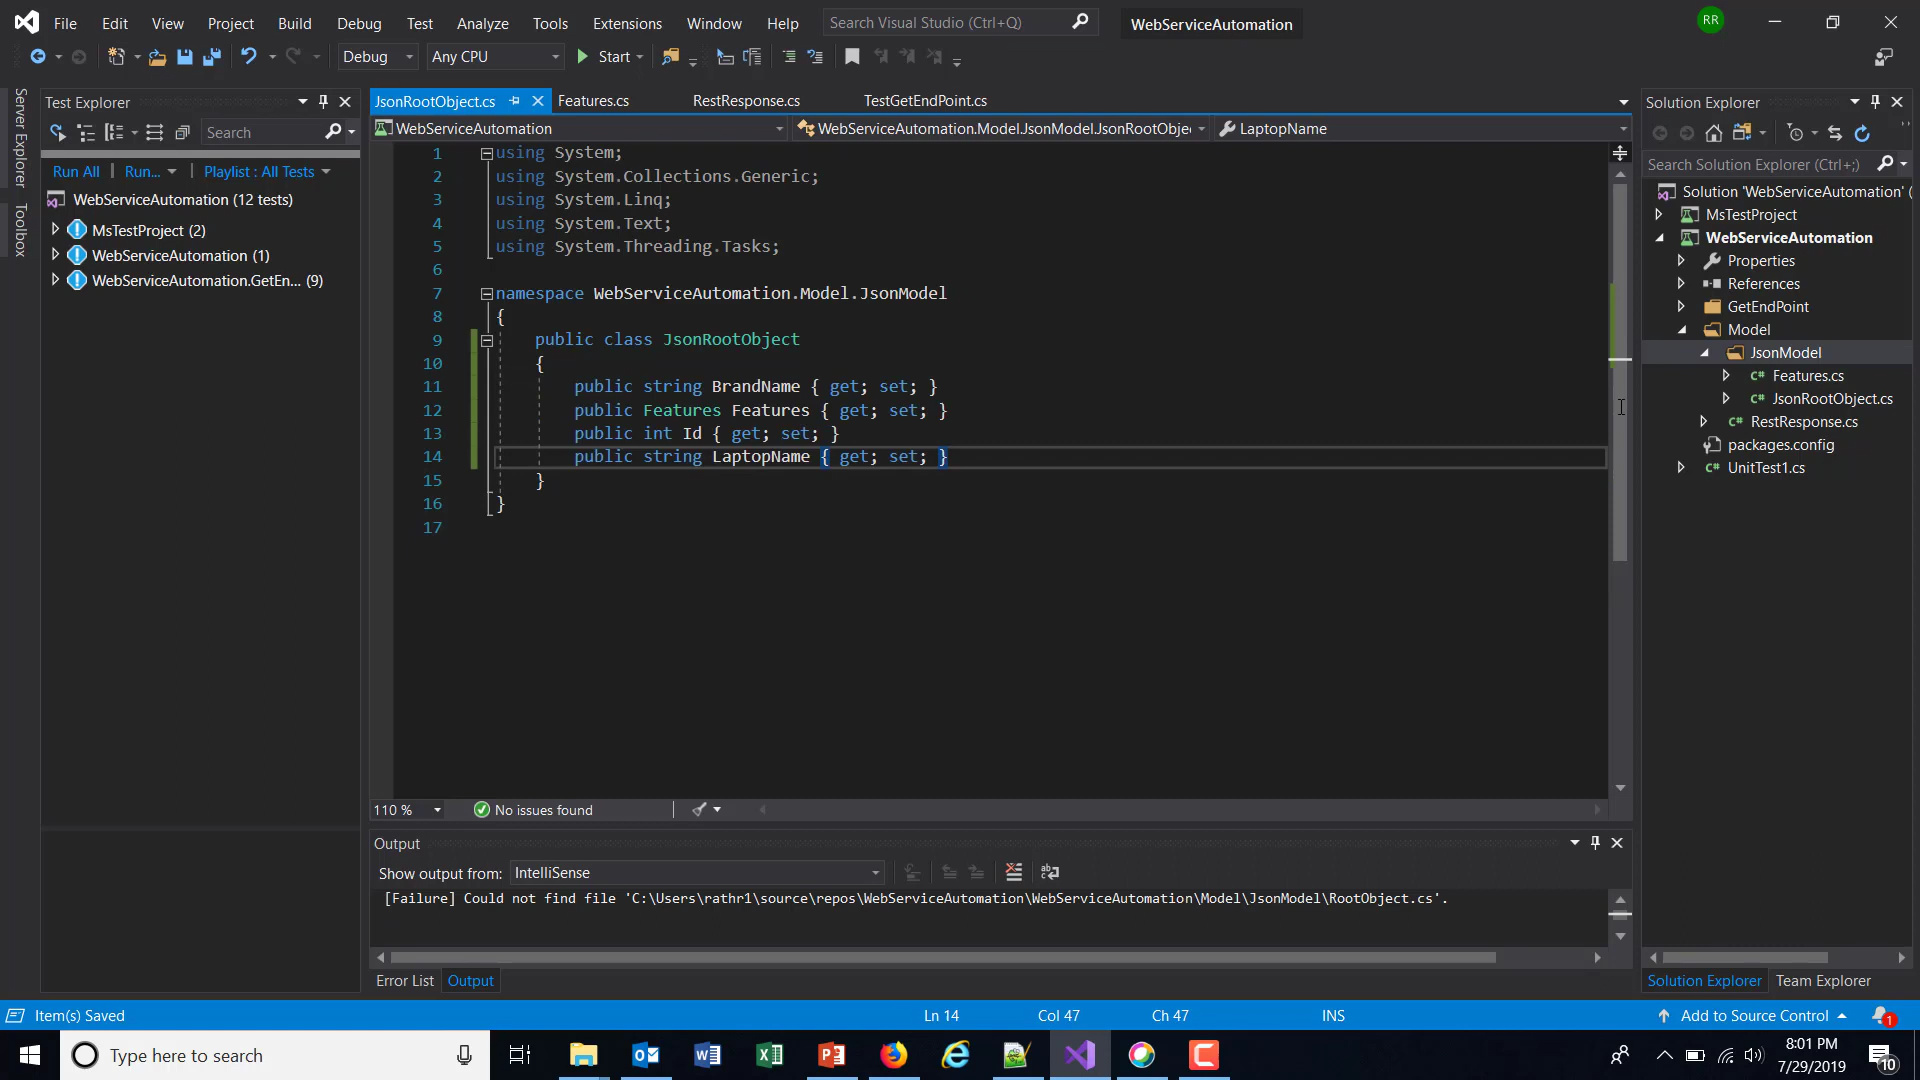 File Edit View Project Build Debug Test Analyze Tools Extensions Window Help Search Visual Studio (Ctrl+Q) WebServiceAutomation RR
Debug Any CPU Start
Server Explorer
Toolbox
Test Explorer
Search
Run All | Run... | Playlist : All Tests
WebServiceAutomation (12 tests)
MsTestProject (2)
WebServiceAutomation (1)
WebServiceAutomation.GetEn... (9)
JsonRootObject.cs Features.cs RestResponse.cs TestGetEndPoint.cs
WebServiceAutomation WebServiceAutomation.Model.JsonModel.JsonRootObje LaptopName
1 using System;
2 using System.Collections.Generic;
3 using System.Linq;
4 using System.Text;
5 using System.Threading.Tasks;
6
7 namespace WebServiceAutomation.Model.JsonModel
8 {
9 public class JsonRootObject
10 {
11 public string BrandName { get; set; }
12 public Features Features { get; set; }
13 public int Id { get; set; }
14 public string LaptopName { get; set; }
15 }
16 }
17
110 % No issues found
Output
Show output from: IntelliSense
[Failure] Could not find file 'C:\Users\rathr1\source\repos\WebServiceAutomation\WebServiceAutomation\Model\JsonModel\RootObject.cs'.
Error List Output
Solution Explorer
Search Solution Explorer (Ctrl+;)
Solution 'WebServiceAutomation' (
MsTestProject
WebServiceAutomation
Properties
References
GetEndPoint
Model
JsonModel
C# Features.cs
C# JsonRootObject.cs
C# RestResponse.cs
packages.config
C# UnitTest1.cs
Solution Explorer Team Explorer
Item(s) Saved Ln 14 Col 47 Ch 47 INS Add to Source Control 1
Type here to search
8:01 PM
7/29/2019
10